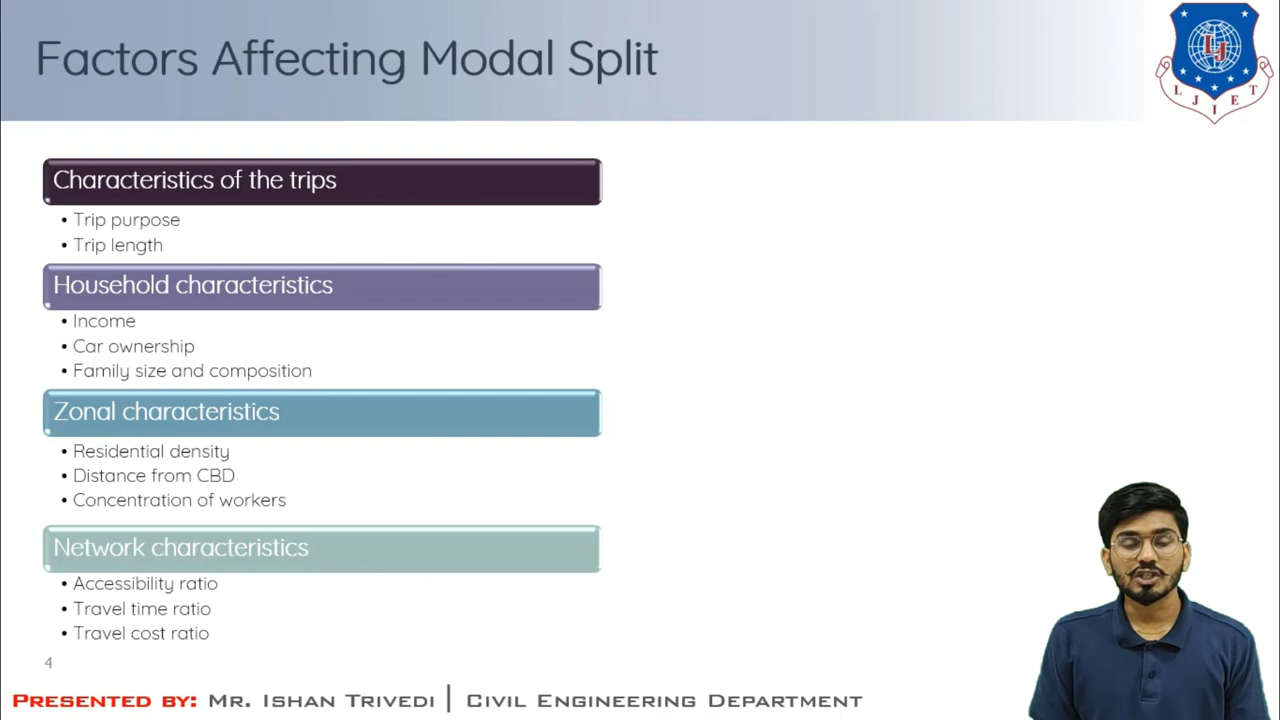 Factors Affecting Modal Split
LJ
L J I E T
Characteristics of the trips
• Trip purpose
• Trip length
Household characteristics
• Income
• Car ownership
• Family size and composition
Zonal characteristics
• Residential density
• Distance from CBD
• Concentration of workers
Network characteristics
• Accessibility ratio
• Travel time ratio
• Travel cost ratio
4
PRESENTED BY: MR. ISHAN TRIVEDI | CIVIL ENGINEERING DEPARTMENT